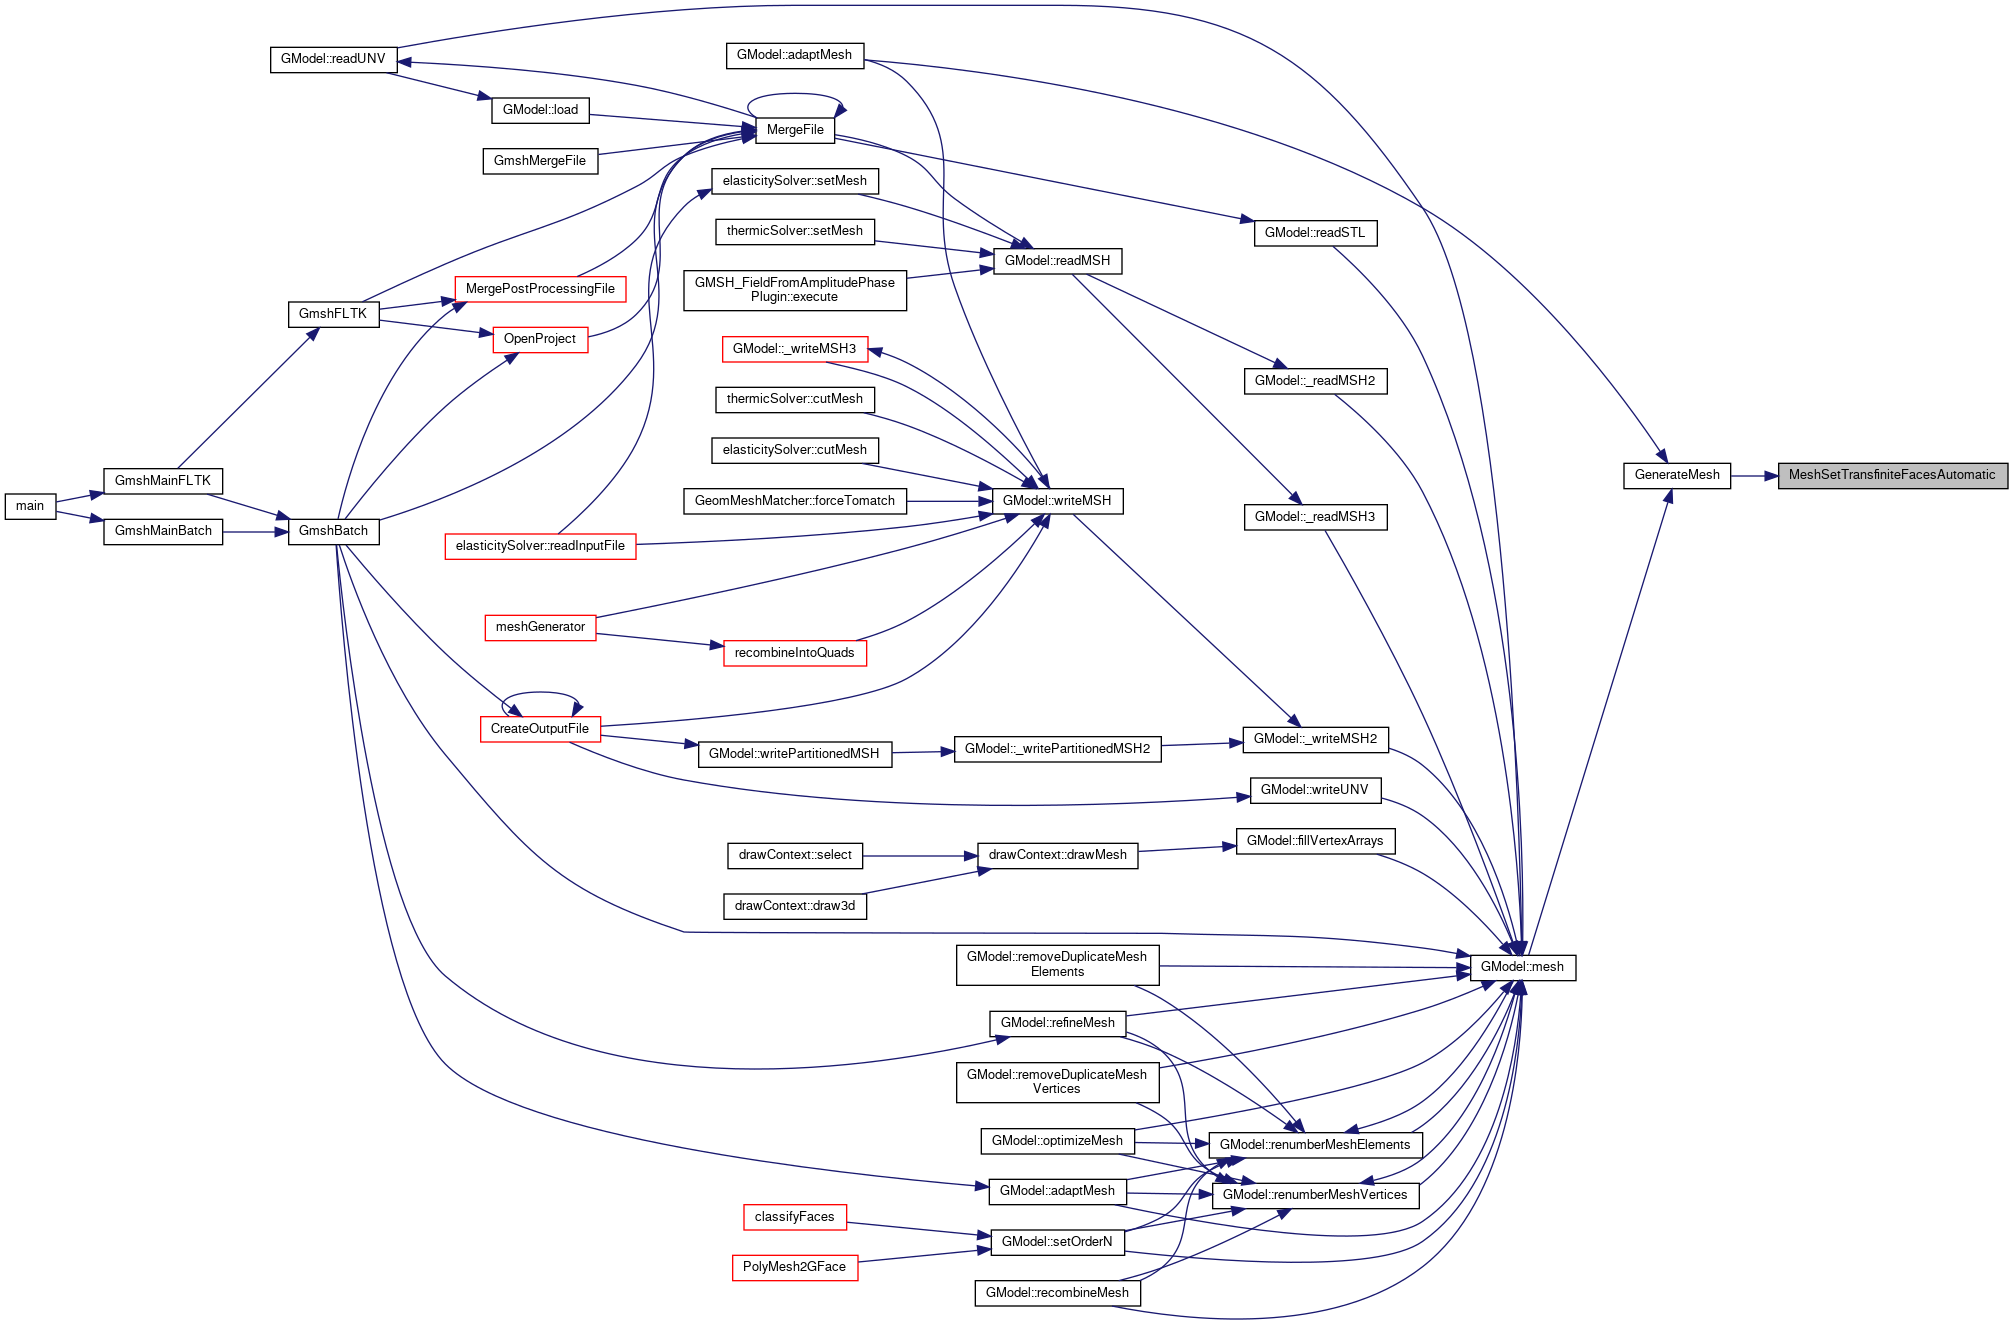 GModel::readUNV
GModel::adaptMesh
GModel::load
MergeFile
GmshMergeFile
elasticitySolver::setMesh
thermicSolver::setMesh
GModel::readSTL
GModel::readMSH
GMSH_FieldFromAmplitudePhase
Plugin::execute
MergePostProcessingFile
GmshFLTK
OpenProject
GModel::_writeMSH3
GModel::_readMSH2
thermicSolver::cutMesh
elasticitySolver::cutMesh
GmshMainFLTK
GenerateMesh
MeshSetTransfiniteFacesAutomatic
main
GeomMeshMatcher::forceTomatch
GModel::writeMSH
GModel::_readMSH3
GmshMainBatch
GmshBatch
elasticitySolver::readInputFile
meshGenerator
recombineIntoQuads
CreateOutputFile
GModel::writePartitionedMSH
GModel::_writePartitionedMSH2
GModel::_writeMSH2
GModel::writeUNV
GModel::fillVertexArrays
drawContext::select
drawContext::drawMesh
drawContext::draw3d
GModel::removeDuplicateMesh
Elements
GModel::mesh
GModel::refineMesh
GModel::removeDuplicateMesh
Vertices
GModel::optimizeMesh
GModel::renumberMeshElements
GModel::adaptMesh
GModel::renumberMeshVertices
classifyFaces
GModel::setOrderN
PolyMesh2GFace
GModel::recombineMesh